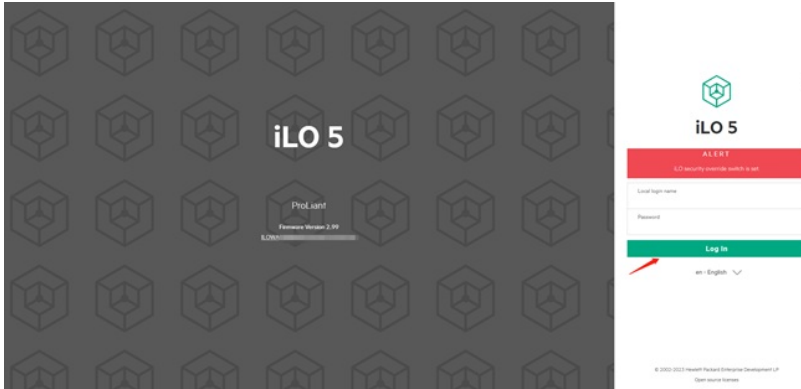 iLO 5
ProLiant
Firmware Version 2.99
iLO 5
ALERT
iLO security override switch is set
Local login name
Password
Log In
en - English
© 2002-2023 Hewlett Packard Enterprise Development LP
Open source licenses